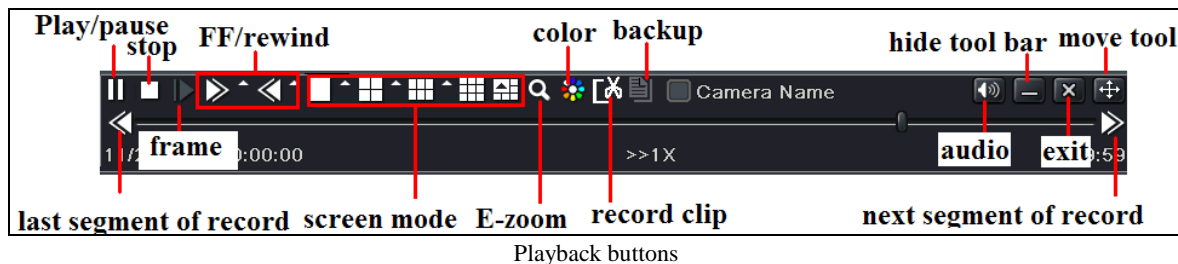 Play/pause
stop
FF/rewind
color
backup
hide tool bar
move tool
Camera Name
frame
:00:00
>>1X
audio
exit
:59
last segment of record
screen mode
E-zoom
record clip
next segment of record
Playback buttons